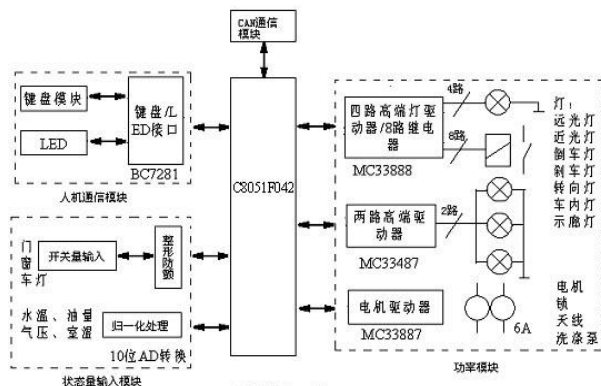 CAN通信
模块
键盘模块
LED
键盘/L
ED接口
BC7281
人机通信模块
C8051F042
四路高端灯驱
动器/8路继电
器
MC33888
4路
8路
灯:
远光灯
近光灯
倒车灯
刹车灯
转向灯
车内灯
示廊灯
两路高端驱
动器
MC33487
2路
电机驱动器
MC33887
6A
电机
锁
天线
洗涤泵
功率模块
门
窗
车灯
开关量输入
整形防颤
水温、油量
气压、室温
归一化处理
10位AD转换
状态量输入模块